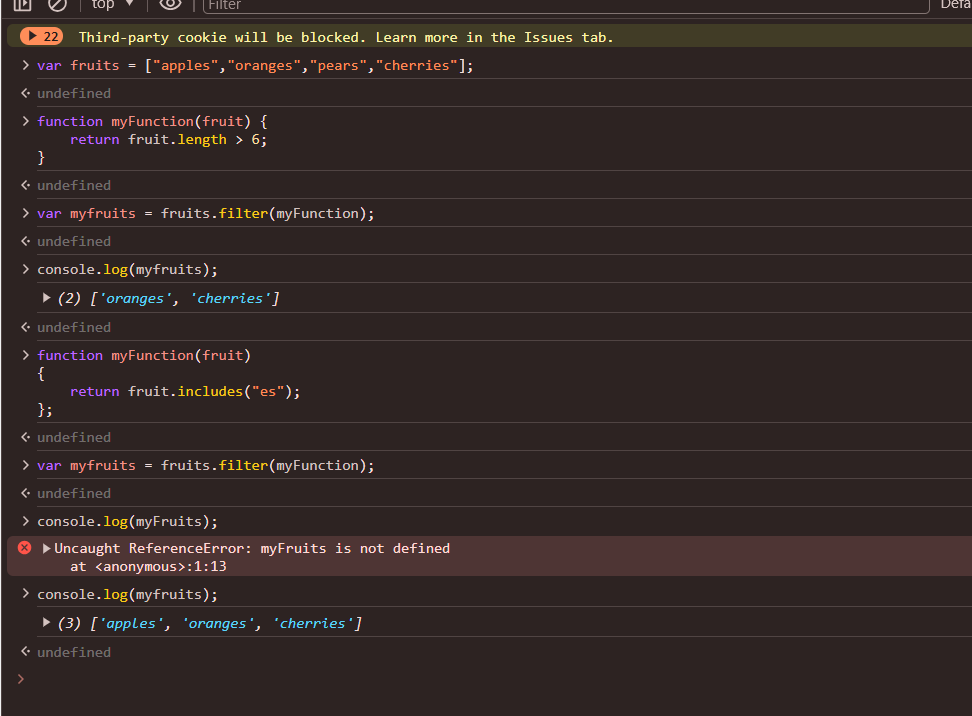 top Filter Defa
22 Third-party cookie will be blocked. Learn more in the Issues tab.
> var fruits = ["apples","oranges","pears","cherries"];
undefined
> function myFunction(fruit) {
return fruit.length > 6;
}
undefined
> var myfruits = fruits.filter(myFunction);
undefined
> console.log(myfruits);
(2) ['oranges', 'cherries']
undefined
> function myFunction(fruit)
{
return fruit.includes("es");
};
undefined
> var myfruits = fruits.filter(myFunction);
undefined
> console.log(myFruits);
Uncaught ReferenceError: myFruits is not defined
at <anonymous>:1:13
> console.log(myfruits);
(3) ['apples', 'oranges', 'cherries']
undefined
>